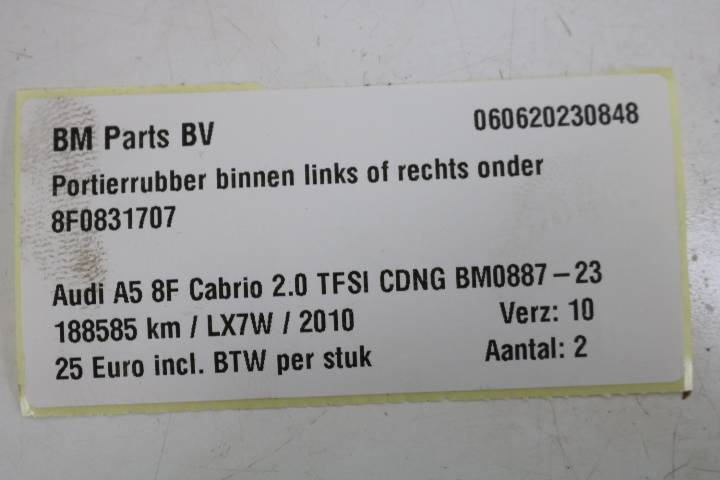 BM Parts BV 060620230848
Portierrubber binnen links of rechts onder
8F0831707
Audi A5 8F Cabrio 2.0 TFSI CDNG BM0887-23
188585 km / LX7W / 2010 Verz: 10
25 Euro incl. BTW per stuk Aantal: 2